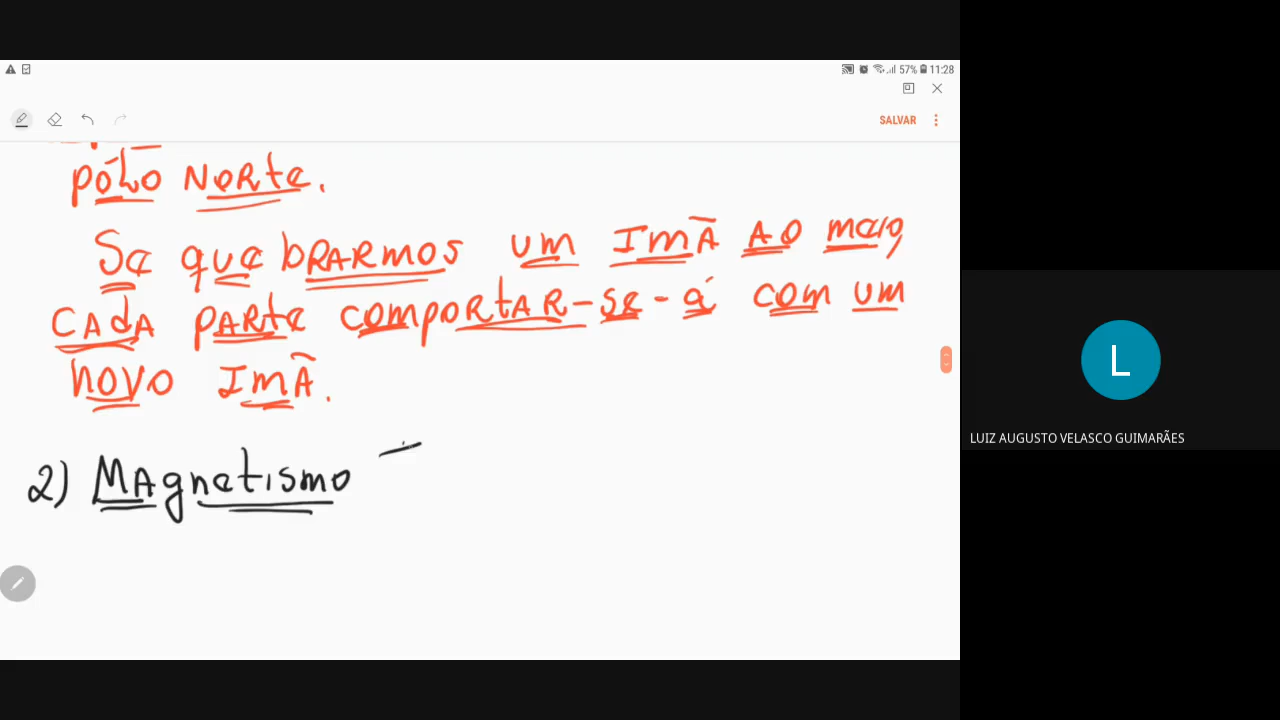 57% 11:28
SALVAR
pólo NORte.
Se quebRARmos um ImÃ AO meio
CAdA pARte compoRtAR-se-á com um
novo ImÃ.
2) MAgnetismo
L
LUIZ AUGUSTO VELASCO GUIMARÃES